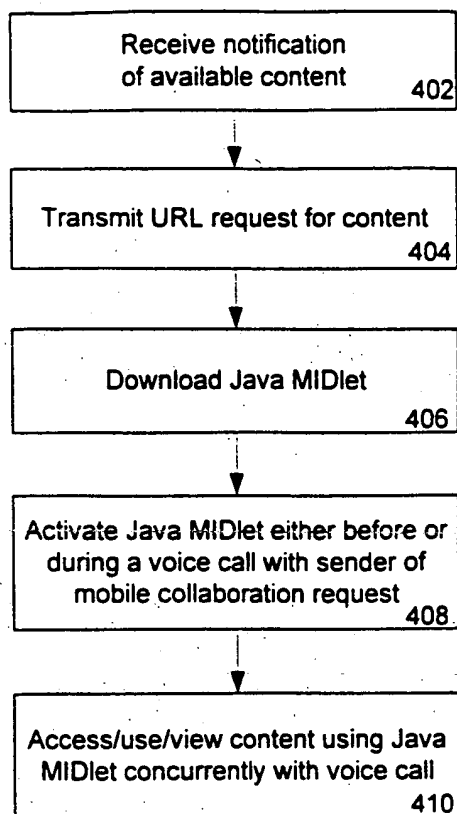 Receive notification
of available content
402
Transmit URL request for content
404
Download Java MIDlet
406
Activate Java MIDlet either before or
during a voice call with sender of
mobile collaboration request
408
Access/use/view content using Java
MIDlet concurrently with voice call
410